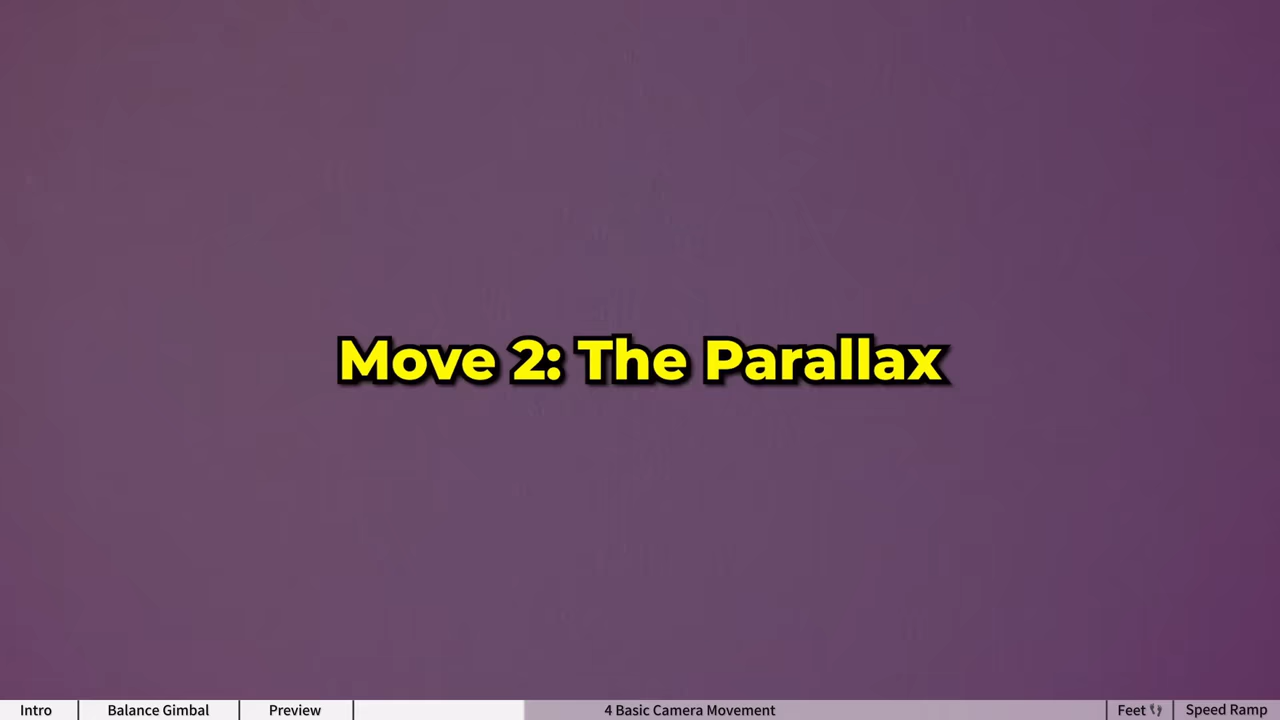 Move 2: The Parallax
Intro
Balance Gimbal
Preview
4 Basic Camera Movement
Feet 👣
Speed Ramp